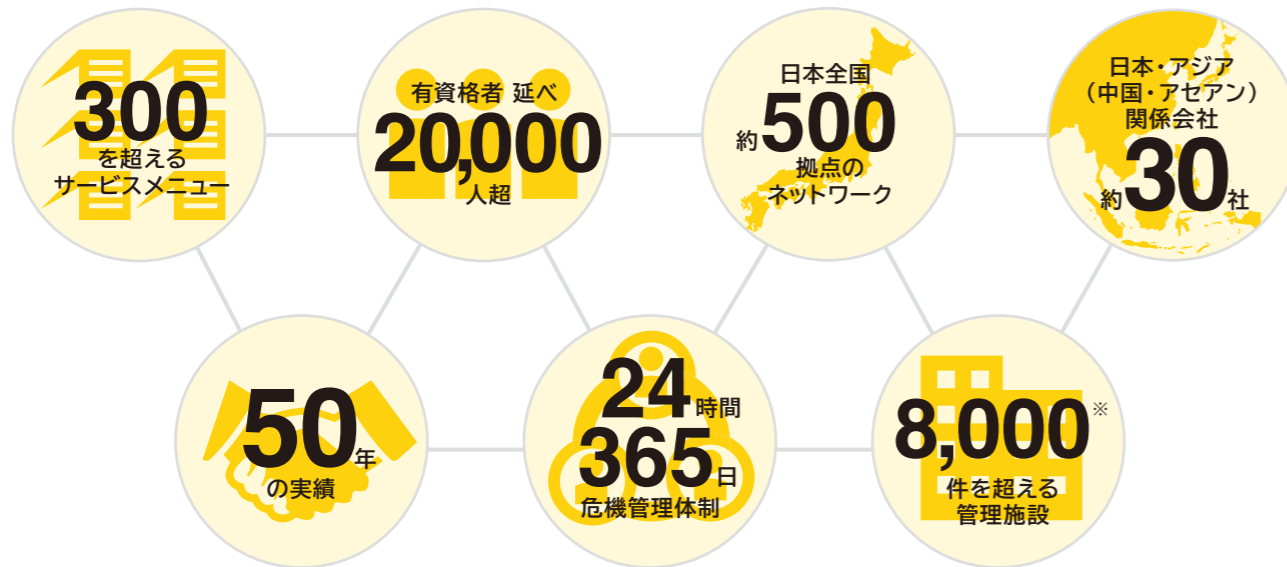 300
を超える
サービスメニュー
有資格者 延べ
20,000
人超
日本全国
約500
拠点の
ネットワーク
日本・アジア
（中国・アセアン）
関係会社
約30社
50年
の実績
24時間
365日
危機管理体制
8,000※
件を超える
管理施設